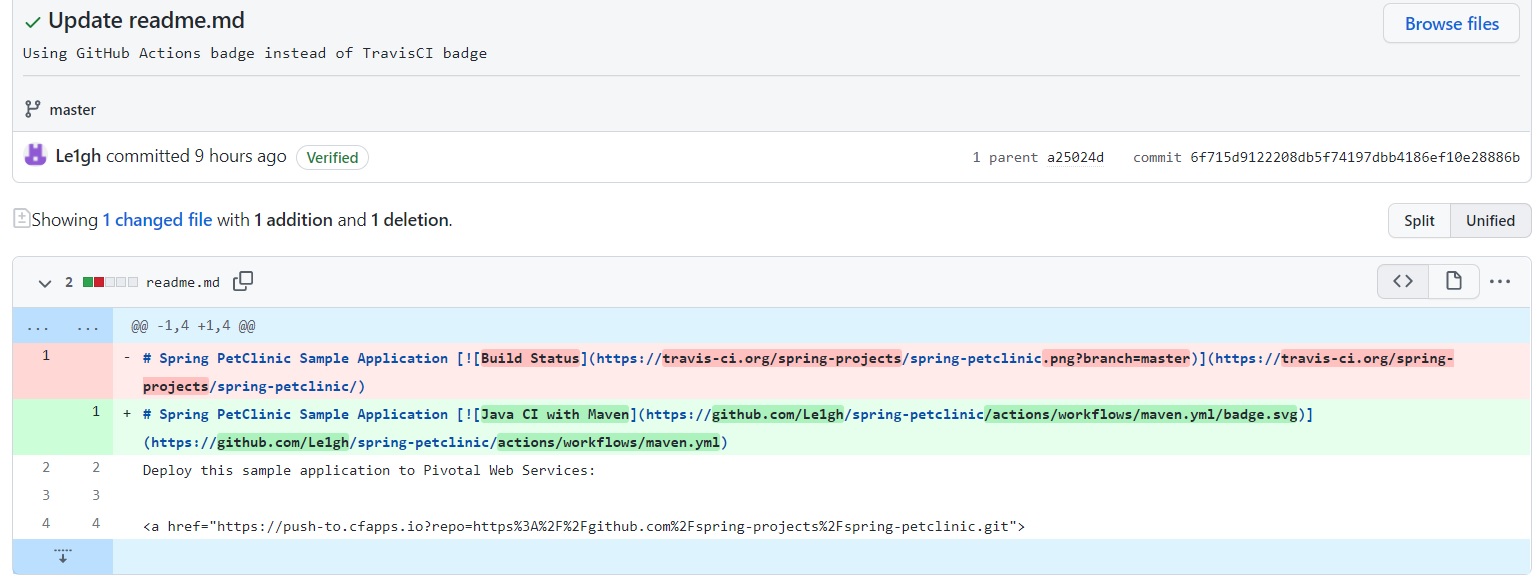 Update readme.md
Browse files
Using GitHub Actions badge instead of TravisCI badge
master
Le1gh committed 9 hours ago Verified
1 parent a25024d commit 6f715d9122208db5f74197dbb4186ef10e28886b
Showing 1 changed file with 1 addition and 1 deletion.
Split Unified
2 readme.md
... ... @@ -1,4 +1,4 @@
1 - # Spring PetClinic Sample Application [![Build Status](https://travis-ci.org/spring-projects/spring-petclinic.png?branch=master)](https://travis-ci.org/spring-
projects/spring-petclinic/)
1 + # Spring PetClinic Sample Application [![Java CI with Maven](https://github.com/Le1gh/spring-petclinic/actions/workflows/maven.yml/badge.svg)]
(https://github.com/Le1gh/spring-petclinic/actions/workflows/maven.yml)
2 2 Deploy this sample application to Pivotal Web Services:
3 3
4 4 <a href="https://push-to.cfapps.io?repo=https%3A%2F%2Fgithub.com%2Fspring-projects%2Fspring-petclinic.git">